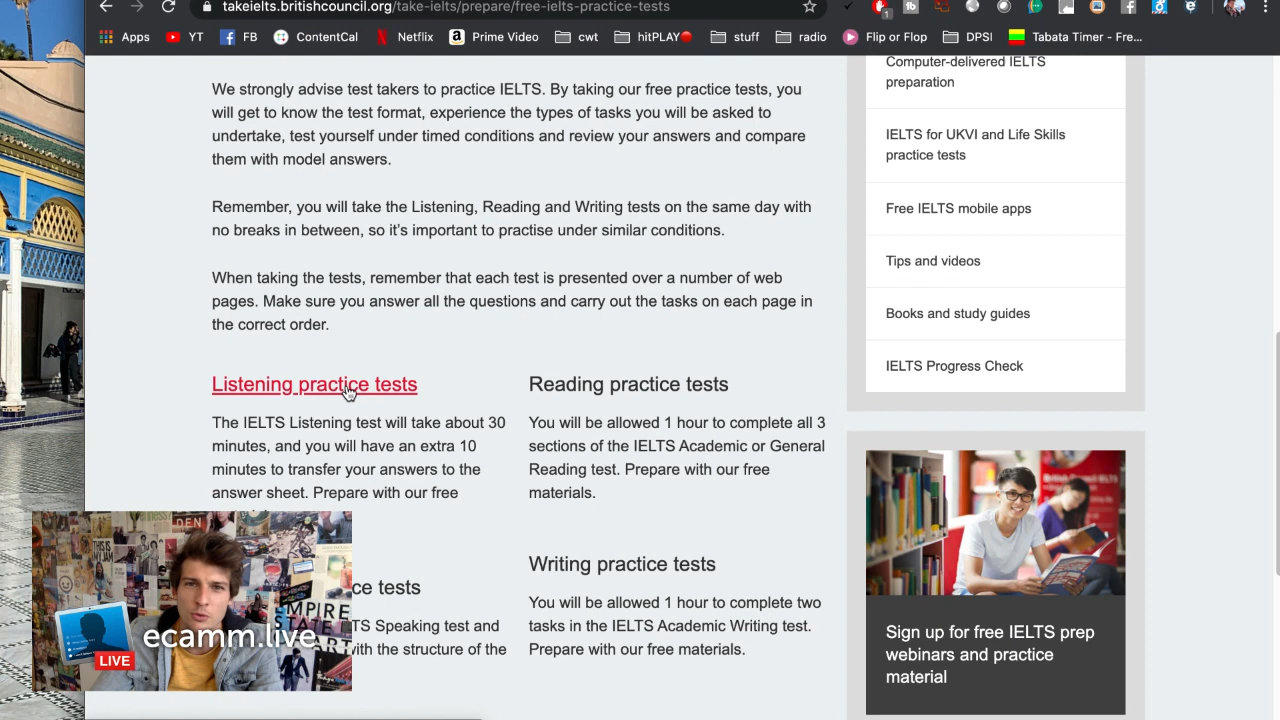 takeielts.britishcouncil.org/take-ielts/prepare/free-ielts-practice-tests
Apps YT FB ContentCal Netflix Prime Video cwt hitPLAY🔴 stuff radio Flip or Flop DPSI Tabata Timer - Fre...
We strongly advise test takers to practice IELTS. By taking our free practice tests, you
will get to know the test format, experience the types of tasks you will be asked to
undertake, test yourself under timed conditions and review your answers and compare
them with model answers.
Remember, you will take the Listening, Reading and Writing tests on the same day with
no breaks in between, so it's important to practise under similar conditions.
When taking the tests, remember that each test is presented over a number of web
pages. Make sure you answer all the questions and carry out the tasks on each page in
the correct order.
Listening practice tests
The IELTS Listening test will take about 30
minutes, and you will have an extra 10
minutes to transfer your answers to the
answer sheet. Prepare with our free
Reading practice tests
You will be allowed 1 hour to complete all 3
sections of the IELTS Academic or General
Reading test. Prepare with our free
materials.
ce tests
TS Speaking test and
with the structure of the
Writing practice tests
You will be allowed 1 hour to complete two
tasks in the IELTS Academic Writing test.
Prepare with our free materials.
Computer-delivered IELTS
preparation
IELTS for UKVI and Life Skills
practice tests
Free IELTS mobile apps
Tips and videos
Books and study guides
IELTS Progress Check
Sign up for free IELTS prep
webinars and practice
material
THIS IS
MY JAM
DEN
EMPIRE
STATE
ecamm.live
LIVE